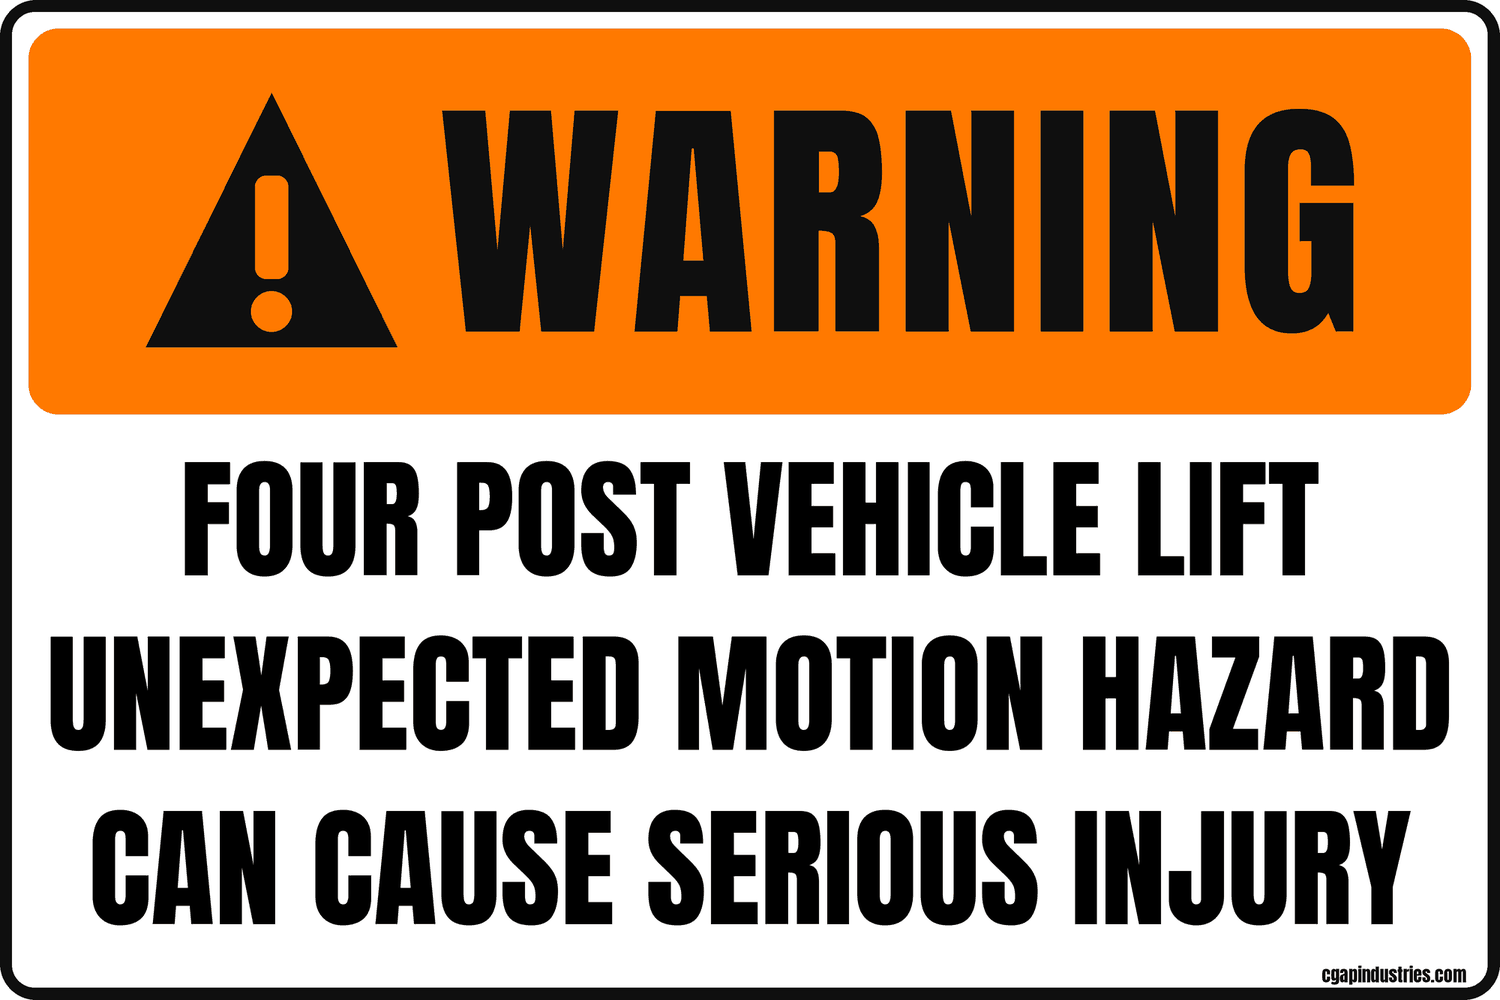 WARNING
FOUR POST VEHICLE LIFT
UNEXPECTED MOTION HAZARD
CAN CAUSE SERIOUS INJURY
cgapindustries.com